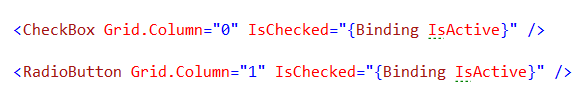 <CheckBox Grid.Column="0" IsChecked="{Binding IsActive}" />
<RadioButton Grid.Column="1" IsChecked="{Binding IsActive}" />